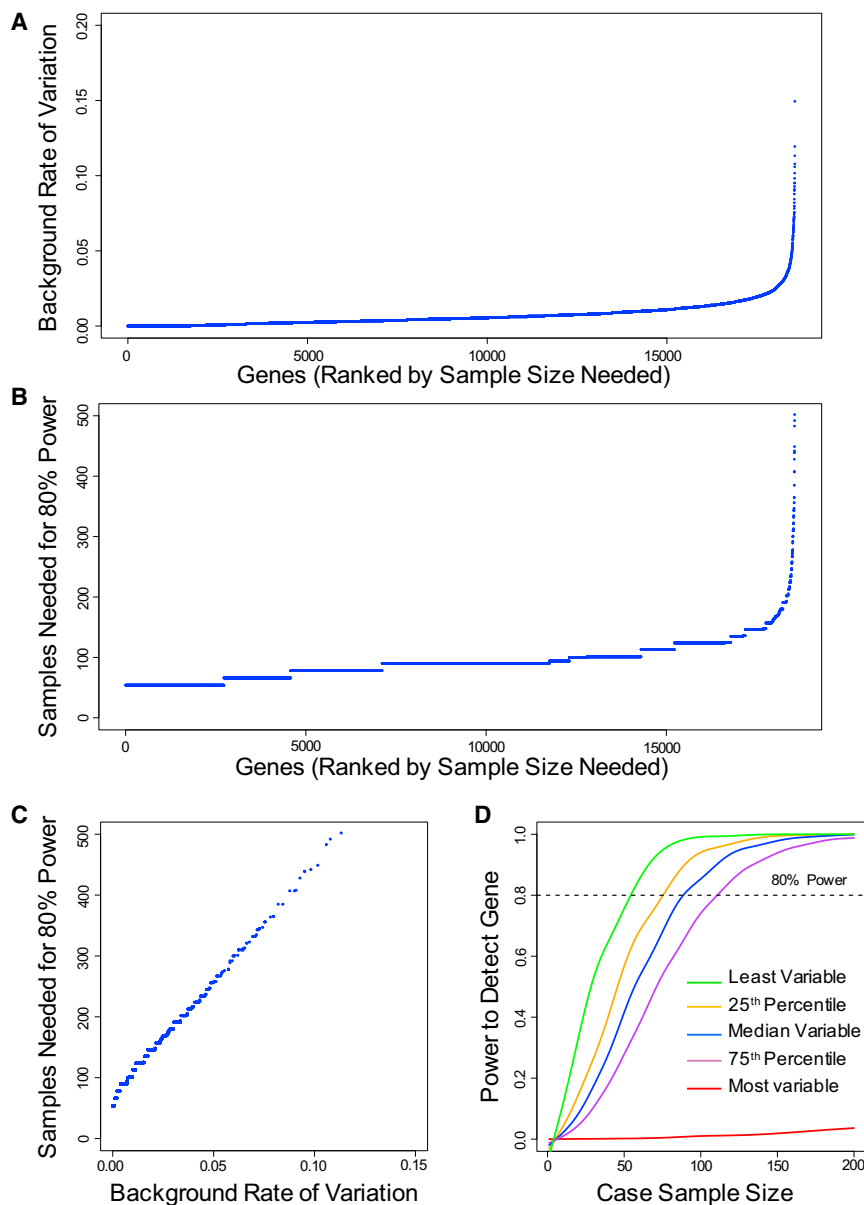 A
Background Rate of Variation
0.20
0.15
0.10
0.05
0.00
0
5000
10000
15000
Genes (Ranked by Sample Size Needed)
B
Samples Needed for 80% Power
500
400
300
200
100
0
0
5000
10000
15000
Genes (Ranked by Sample Size Needed)
C
Samples Needed for 80% Power
500
400
300
200
100
0
0.00
0.05
0.10
0.15
Background Rate of Variation
D
Power to Detect Gene
1.0
0.8
0.6
0.4
0.2
0.0
80% Power
Least Variable
25th Percentile
Median Variable
75th Percentile
Most variable
0
50
100
150
200
Case Sample Size